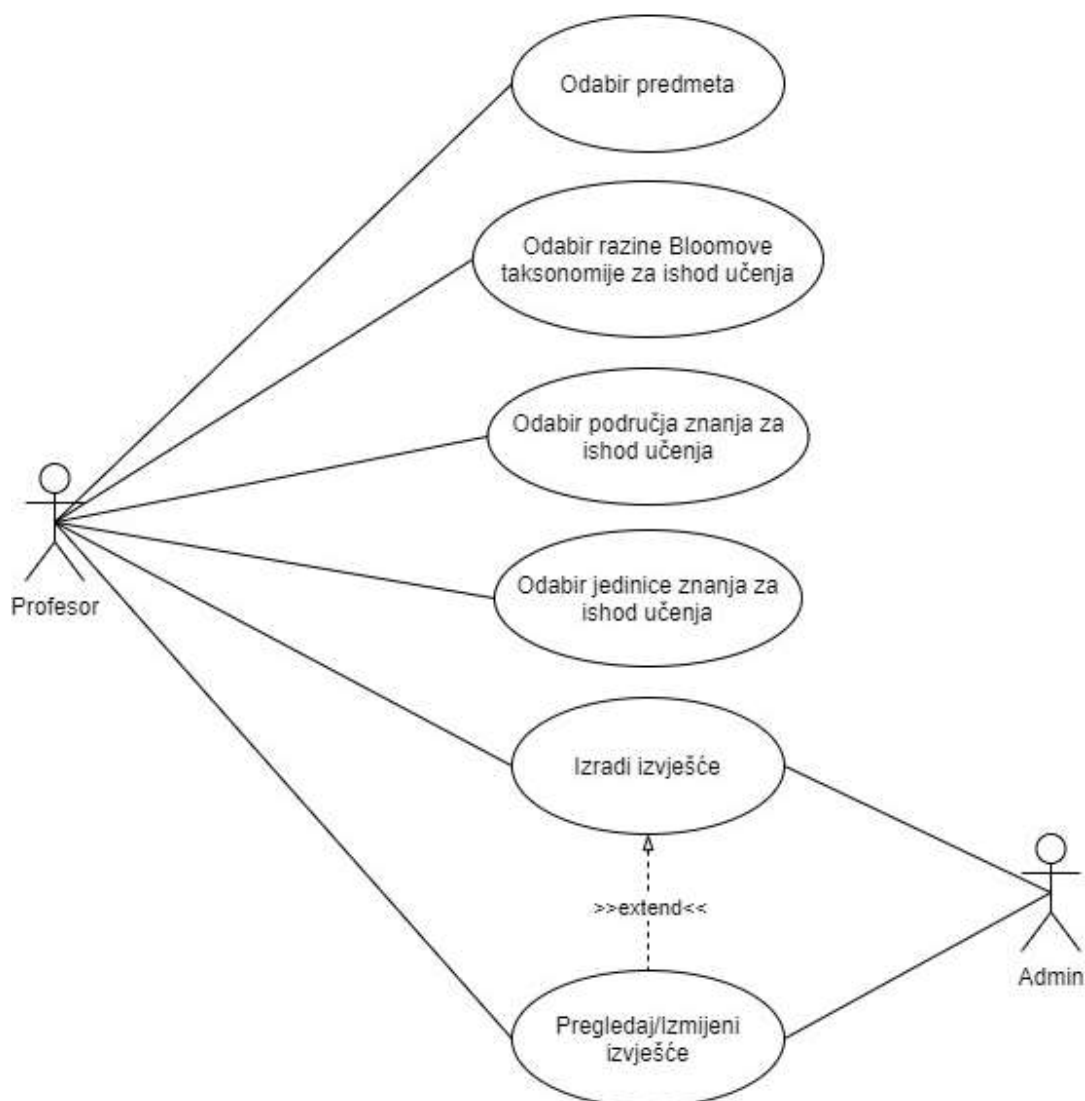 Odabir predmeta
Odabir razine Bloomove
taksonomije za ishod učenja
Odabir područja znanja za
ishod učenja
Profesor
Odabir jedinice znanja za
ishod učenja
Izradi izvješće
>>extend<<
Admin
Pregledaj/Izmijeni
izvješće